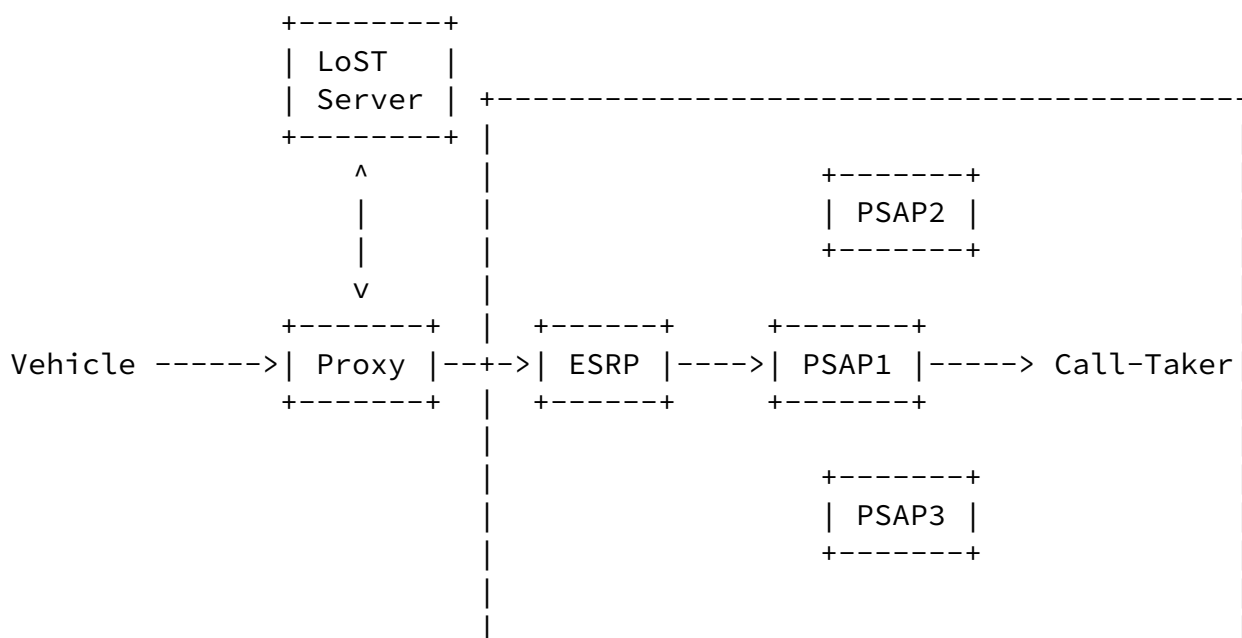 LoST
Server
PSAP2
Vehicle ------>| Proxy |--+->| ESRP |---->| PSAP1 |-----> Call-Taker
PSAP3